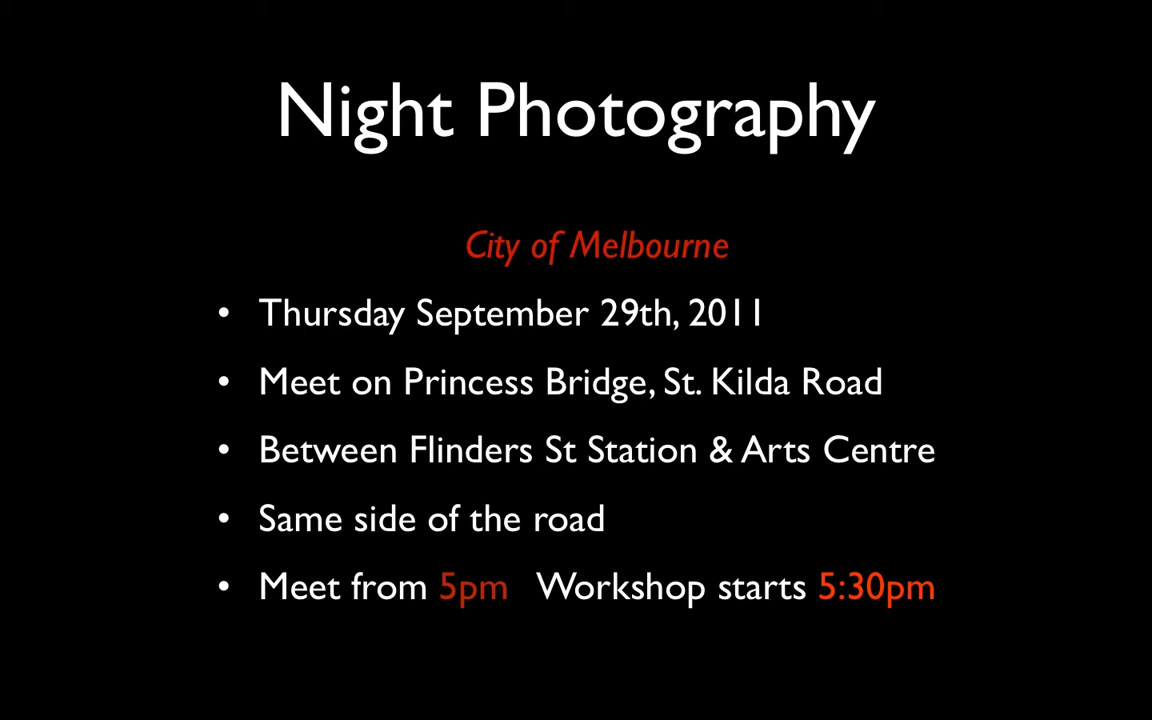 Night Photography
City of Melbourne
• Thursday September 29th, 2011
• Meet on Princess Bridge, St. Kilda Road
• Between Flinders St Station & Arts Centre
• Same side of the road
• Meet from 5pm Workshop starts 5:30pm